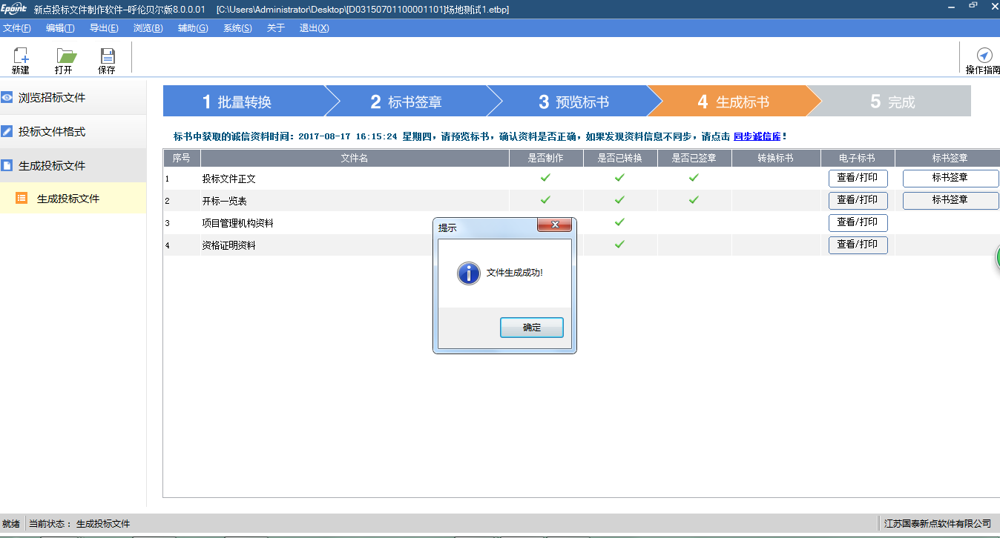 Epoint 新点投标文件制作软件-呼伦贝尔版8.0.0.01 [C:\Users\Administrator\Desktop\[D03150701100001101]场地测试1.etbp]
文件(F) 编辑(T) 导出(E) 浏览(B) 辅助(G) 系统(S) 关于 退出(X)
新建 打开 保存 操作指南
浏览招标文件
投标文件格式
生成投标文件
生成投标文件
1 批量转换 2 标书签章 3 预览标书 4 生成标书 5 完成
标书中获取的诚信资料时间：2017-08-17 16:15:24 星期四，请预览标书，确认资料是否正确，如果发现资料信息不同步，请点击 同步诚信库！
序号 文件名 是否制作 是否已转换 是否已签章 转换标书 电子标书 标书签章
1 投标文件正文 查看/打印 标书签章
2 开标一览表 查看/打印 标书签章
3 项目管理机构资料 查看/打印
4 资格证明资料 查看/打印
提示
文件生成成功!
确定
就绪 当前状态： 生成投标文件 江苏国泰新点软件有限公司